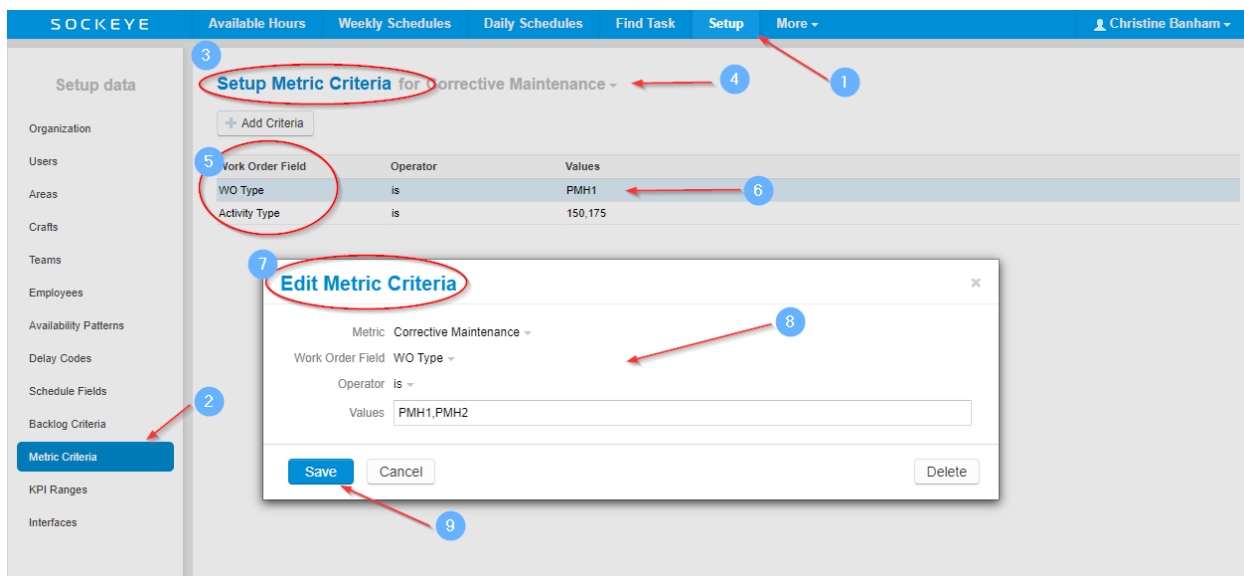 SOCKEYE Available Hours Weekly Schedules Daily Schedules Find Task Setup More Christine Banham
3
Setup data
Setup Metric Criteria for Corrective Maintenance
4
1
Organization
Users
Areas
Crafts
Teams
Employees
Availability Patterns
Delay Codes
Schedule Fields
Backlog Criteria
Metric Criteria
KPI Ranges
Interfaces
2
+ Add Criteria
5
Work Order Field Operator Values
WO Type is PMH1
6
Activity Type is 150,175
7
Edit Metric Criteria ×
Metric Corrective Maintenance
8
Work Order Field WO Type
Operator is
Values PMH1,PMH2
Save Cancel Delete
9